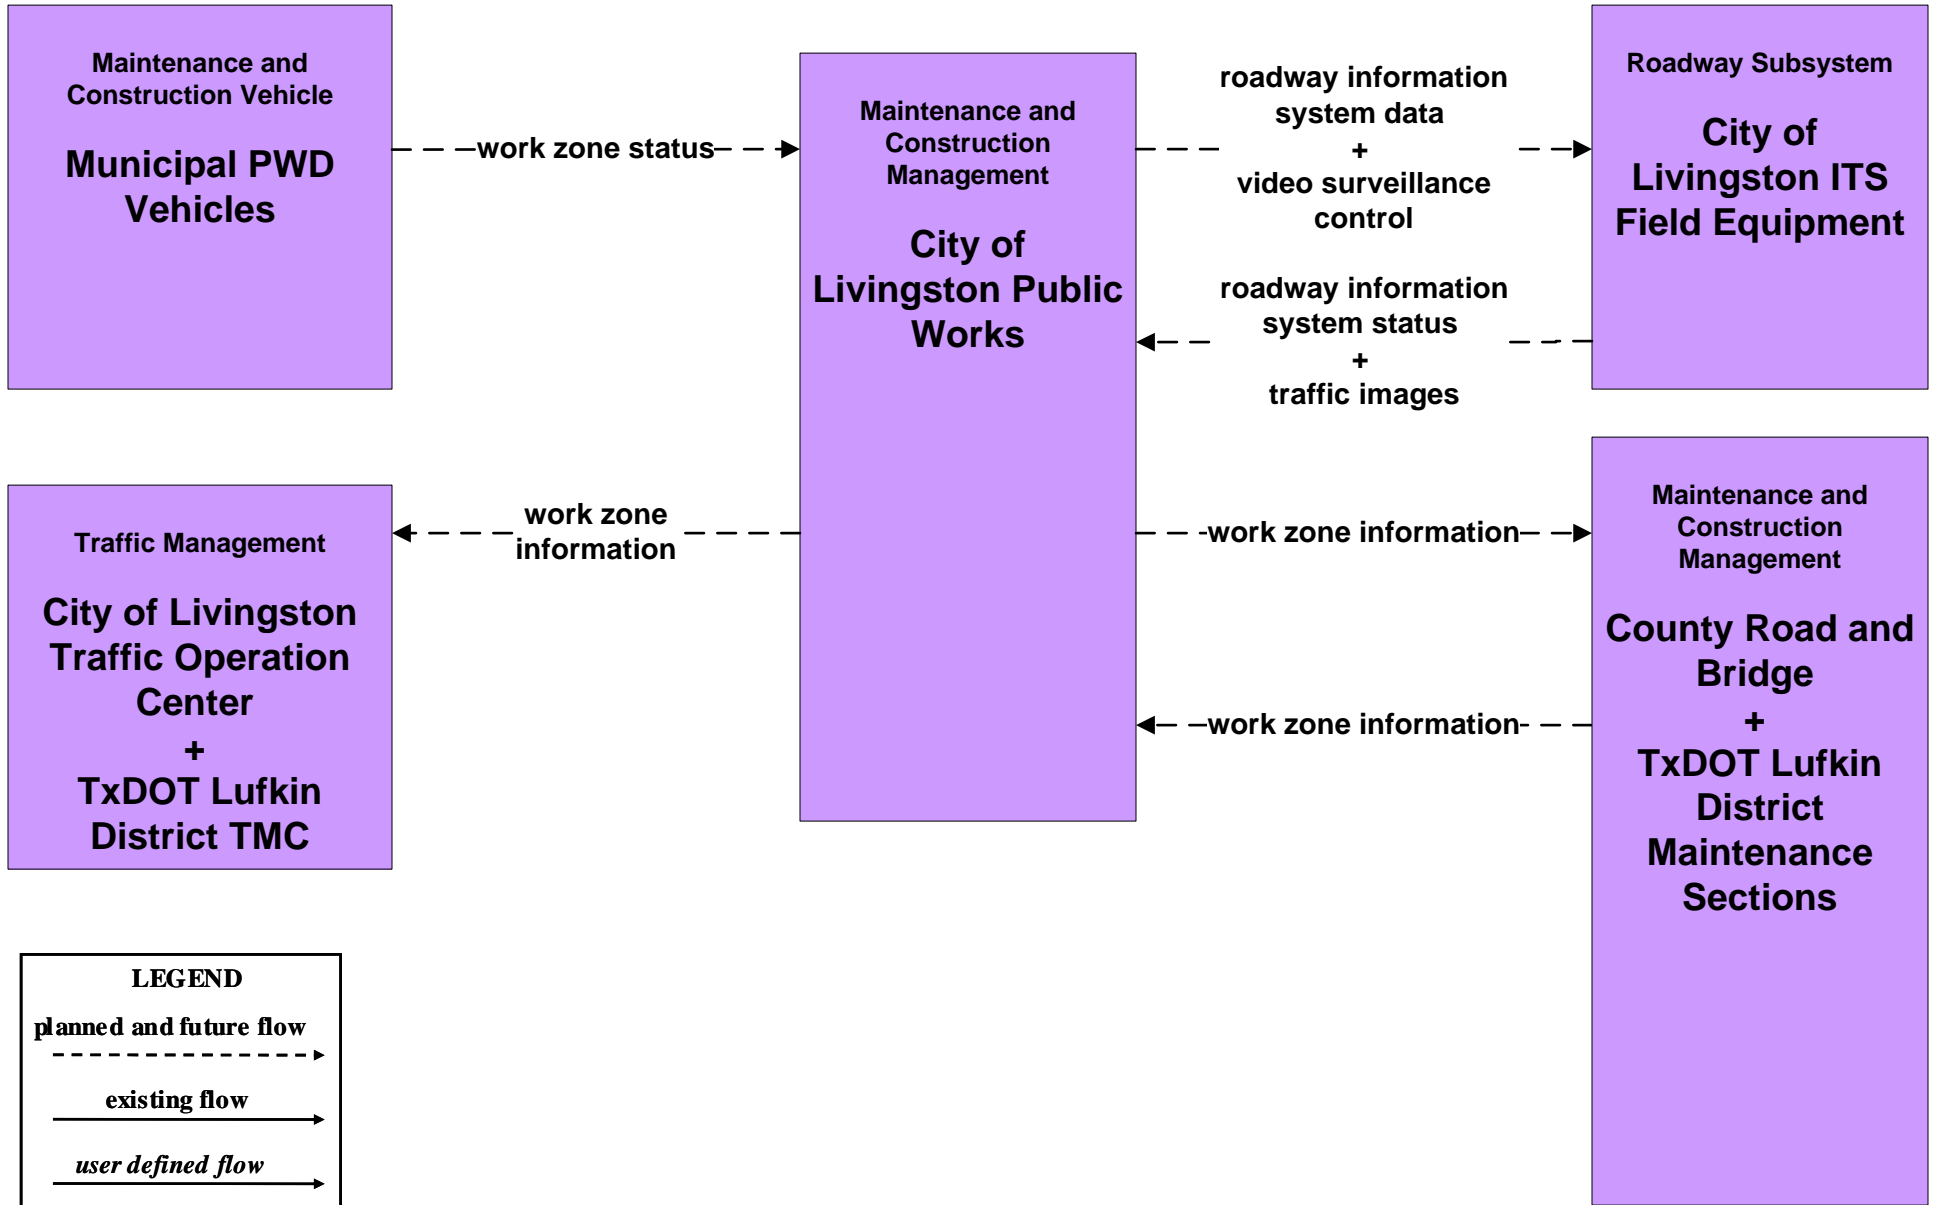 Maintenance and
Construction Vehicle
Municipal PWD
Vehicles
work zone status
Maintenance and
Construction
Management
City of
Livingston Public
Works
roadway information
system data
+
video surveillance
control
roadway information
system status
+
traffic images
Roadway Subsystem
City of
Livingston ITS
Field Equipment
Traffic Management
City of Livingston
Traffic Operation
Center
+
TxDOT Lufkin
District TMC
work zone
information
work zone information
work zone information
Maintenance and
Construction
Management
County Road and
Bridge
+
TxDOT Lufkin
District
Maintenance
Sections
LEGEND
planned and future flow
existing flow
user defined flow